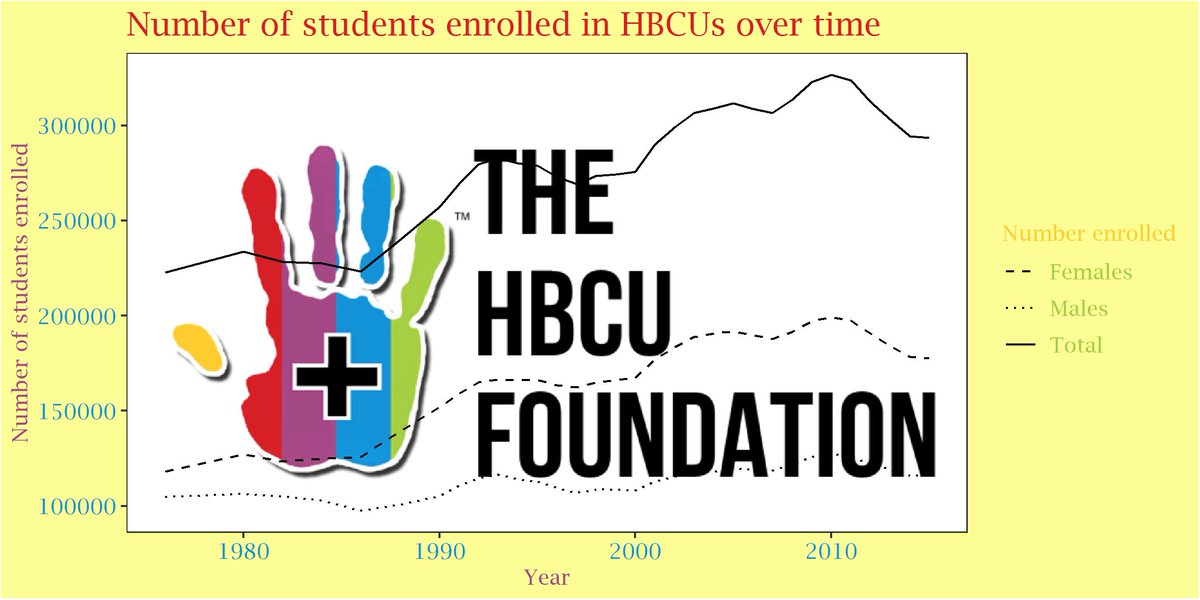 Number of students enrolled in HBCUs over time
Number of students enrolled
300000
250000
200000
150000
100000
™
THE
HBCU
FOUNDATION
1980 1990 2000 2010
Year
Number enrolled
Females
Males
Total